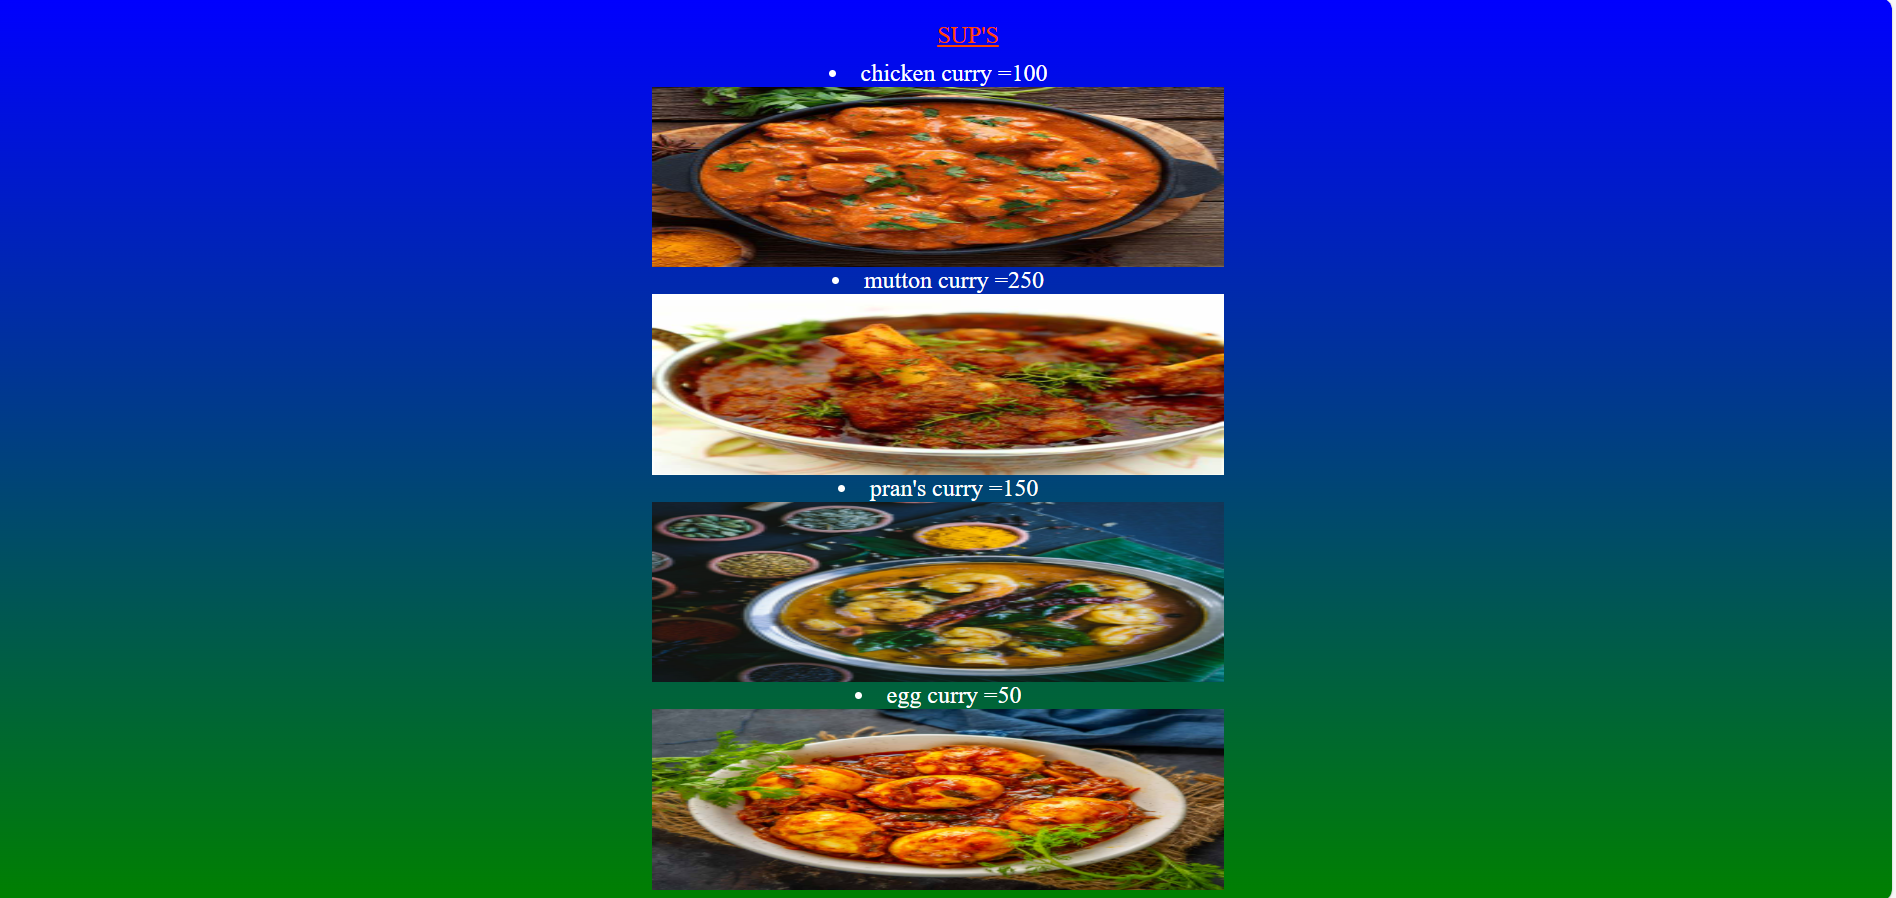 SUP'S
• chicken curry =100
• mutton curry =250
• pran's curry =150
• egg curry =50